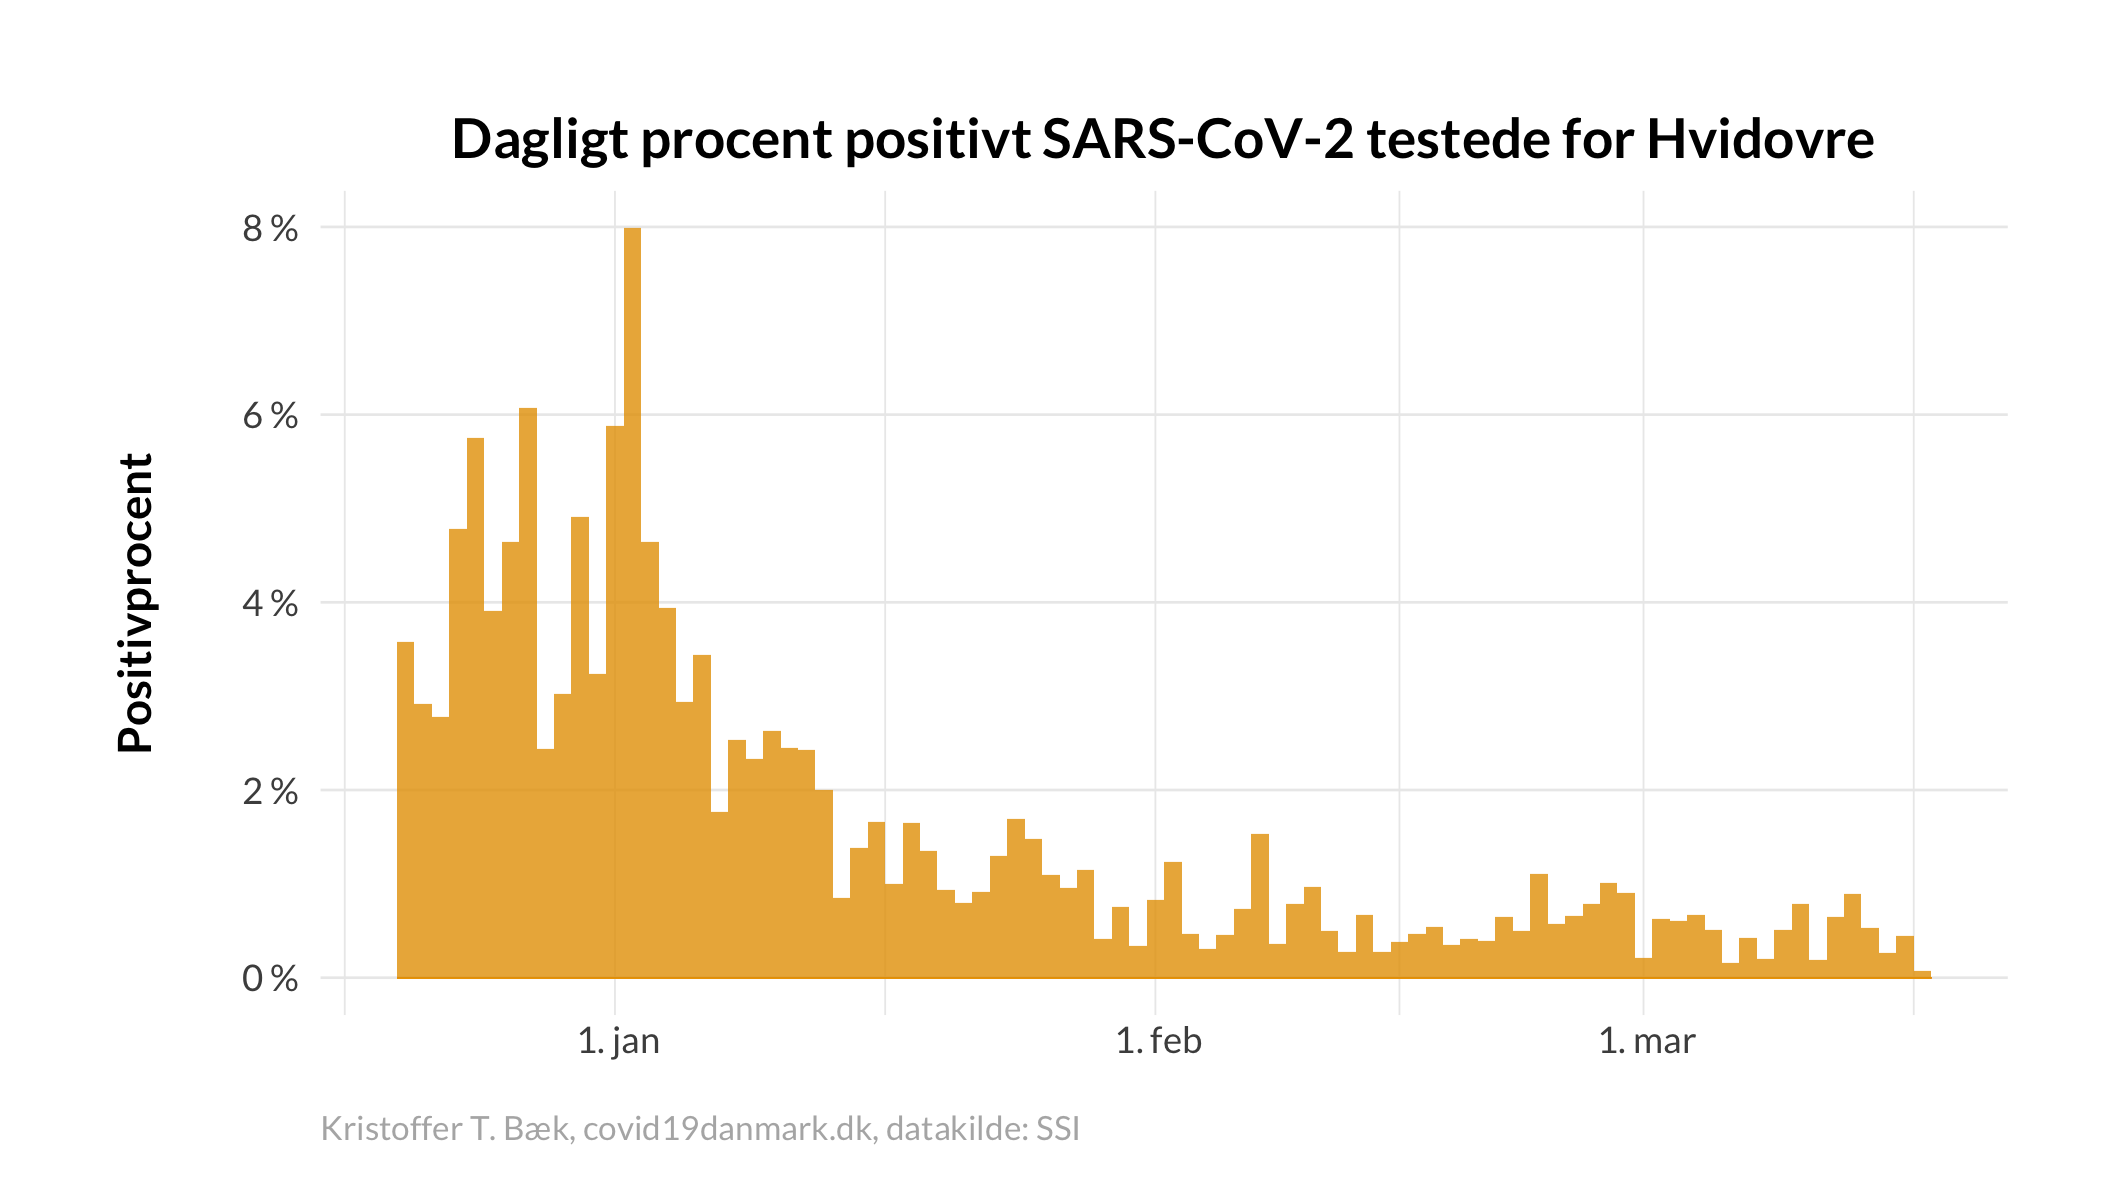 Dagligt procent positivt SARS-CoV-2 testede for Hvidovre
Positivprocent
8 %
6 %
4 %
2 %
0 %
1. jan
1. feb
1. mar
Kristoffer T. Bæk, covid19danmark.dk, datakilde: SSI